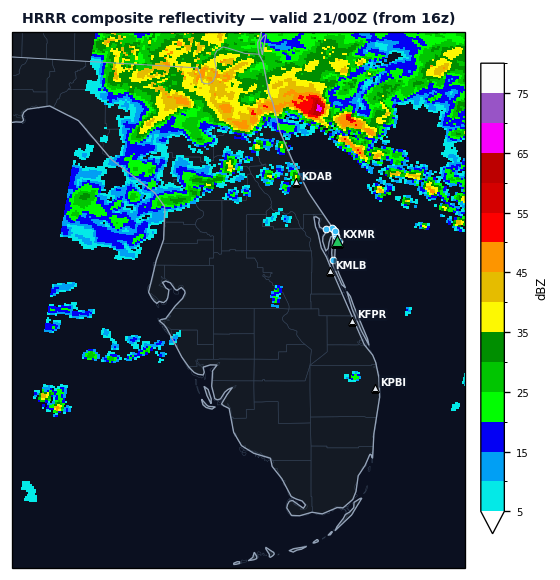 HRRR composite reflectivity — valid 21/00Z (from 16z)
KDAB
KXMR
KMLB
KFPR
KPBI
75
65
55
45
35
25
15
5
dBZ